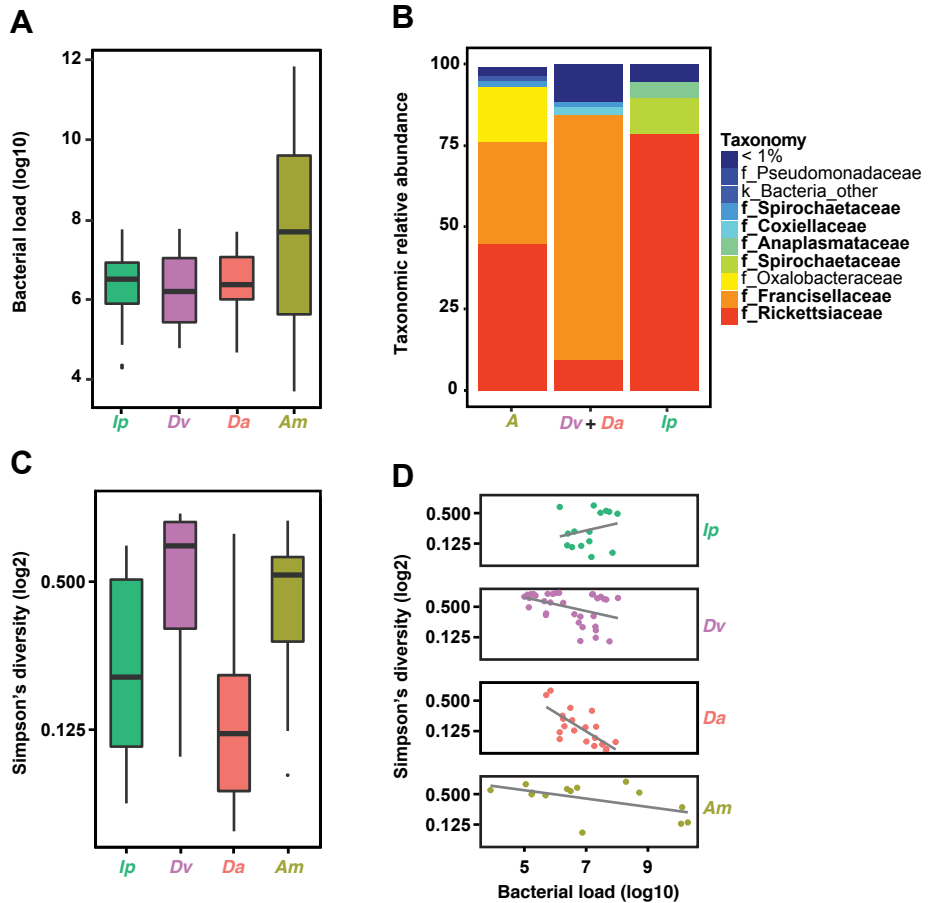 A
Bacterial load (log10)
12
10
8
6
4
Ip
Dv
Da
Am
B
Taxonomic relative abundance
100
75
50
25
0
A
Dv + Da
Ip
Taxonomy
< 1%
f_Pseudomonadaceae
k_Bacteria_other
f_Spirochaetaceae
f_Coxiellaceae
f_Anaplasmataceae
f_Spirochaetaceae
f_Oxalobacteraceae
f_Francisellaceae
f_Rickettsiaceae
C
Simpson's diversity (log2)
0.500
0.125
Ip
Dv
Da
Am
D
Simpson's diversity (log2)
0.500
0.125
Ip
0.500
0.125
Dv
0.500
0.125
Da
0.500
0.125
Am
5
7
9
Bacterial load (log10)